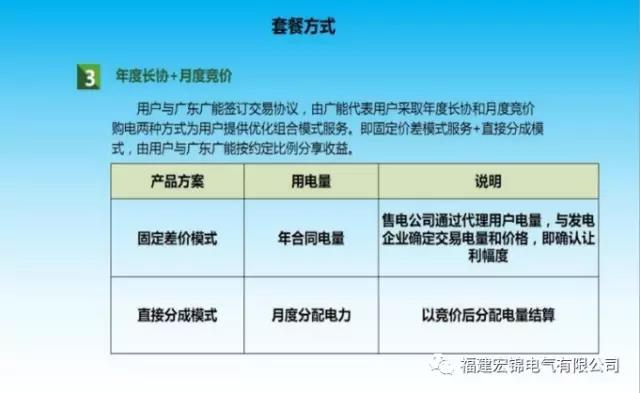 套餐方式
3 年度长协+月度竞价
用户与广东广能签订交易协议，由广能代表用户采取年度长协和月度竞价
购电两种方式为用户提供优化组合模式服务。即固定价差模式服务+直接分成模
式，由用户与广东广能按约定比例分享收益。
产品方案 用电量 说明
固定差价模式 年合同电量 售电公司通过代理用户电量，与发电
企业确定交易电量和价格，即确认让
利幅度
直接分成模式 月度分配电力 以竞价后分配电量结算
福建宏锦电气有限公司